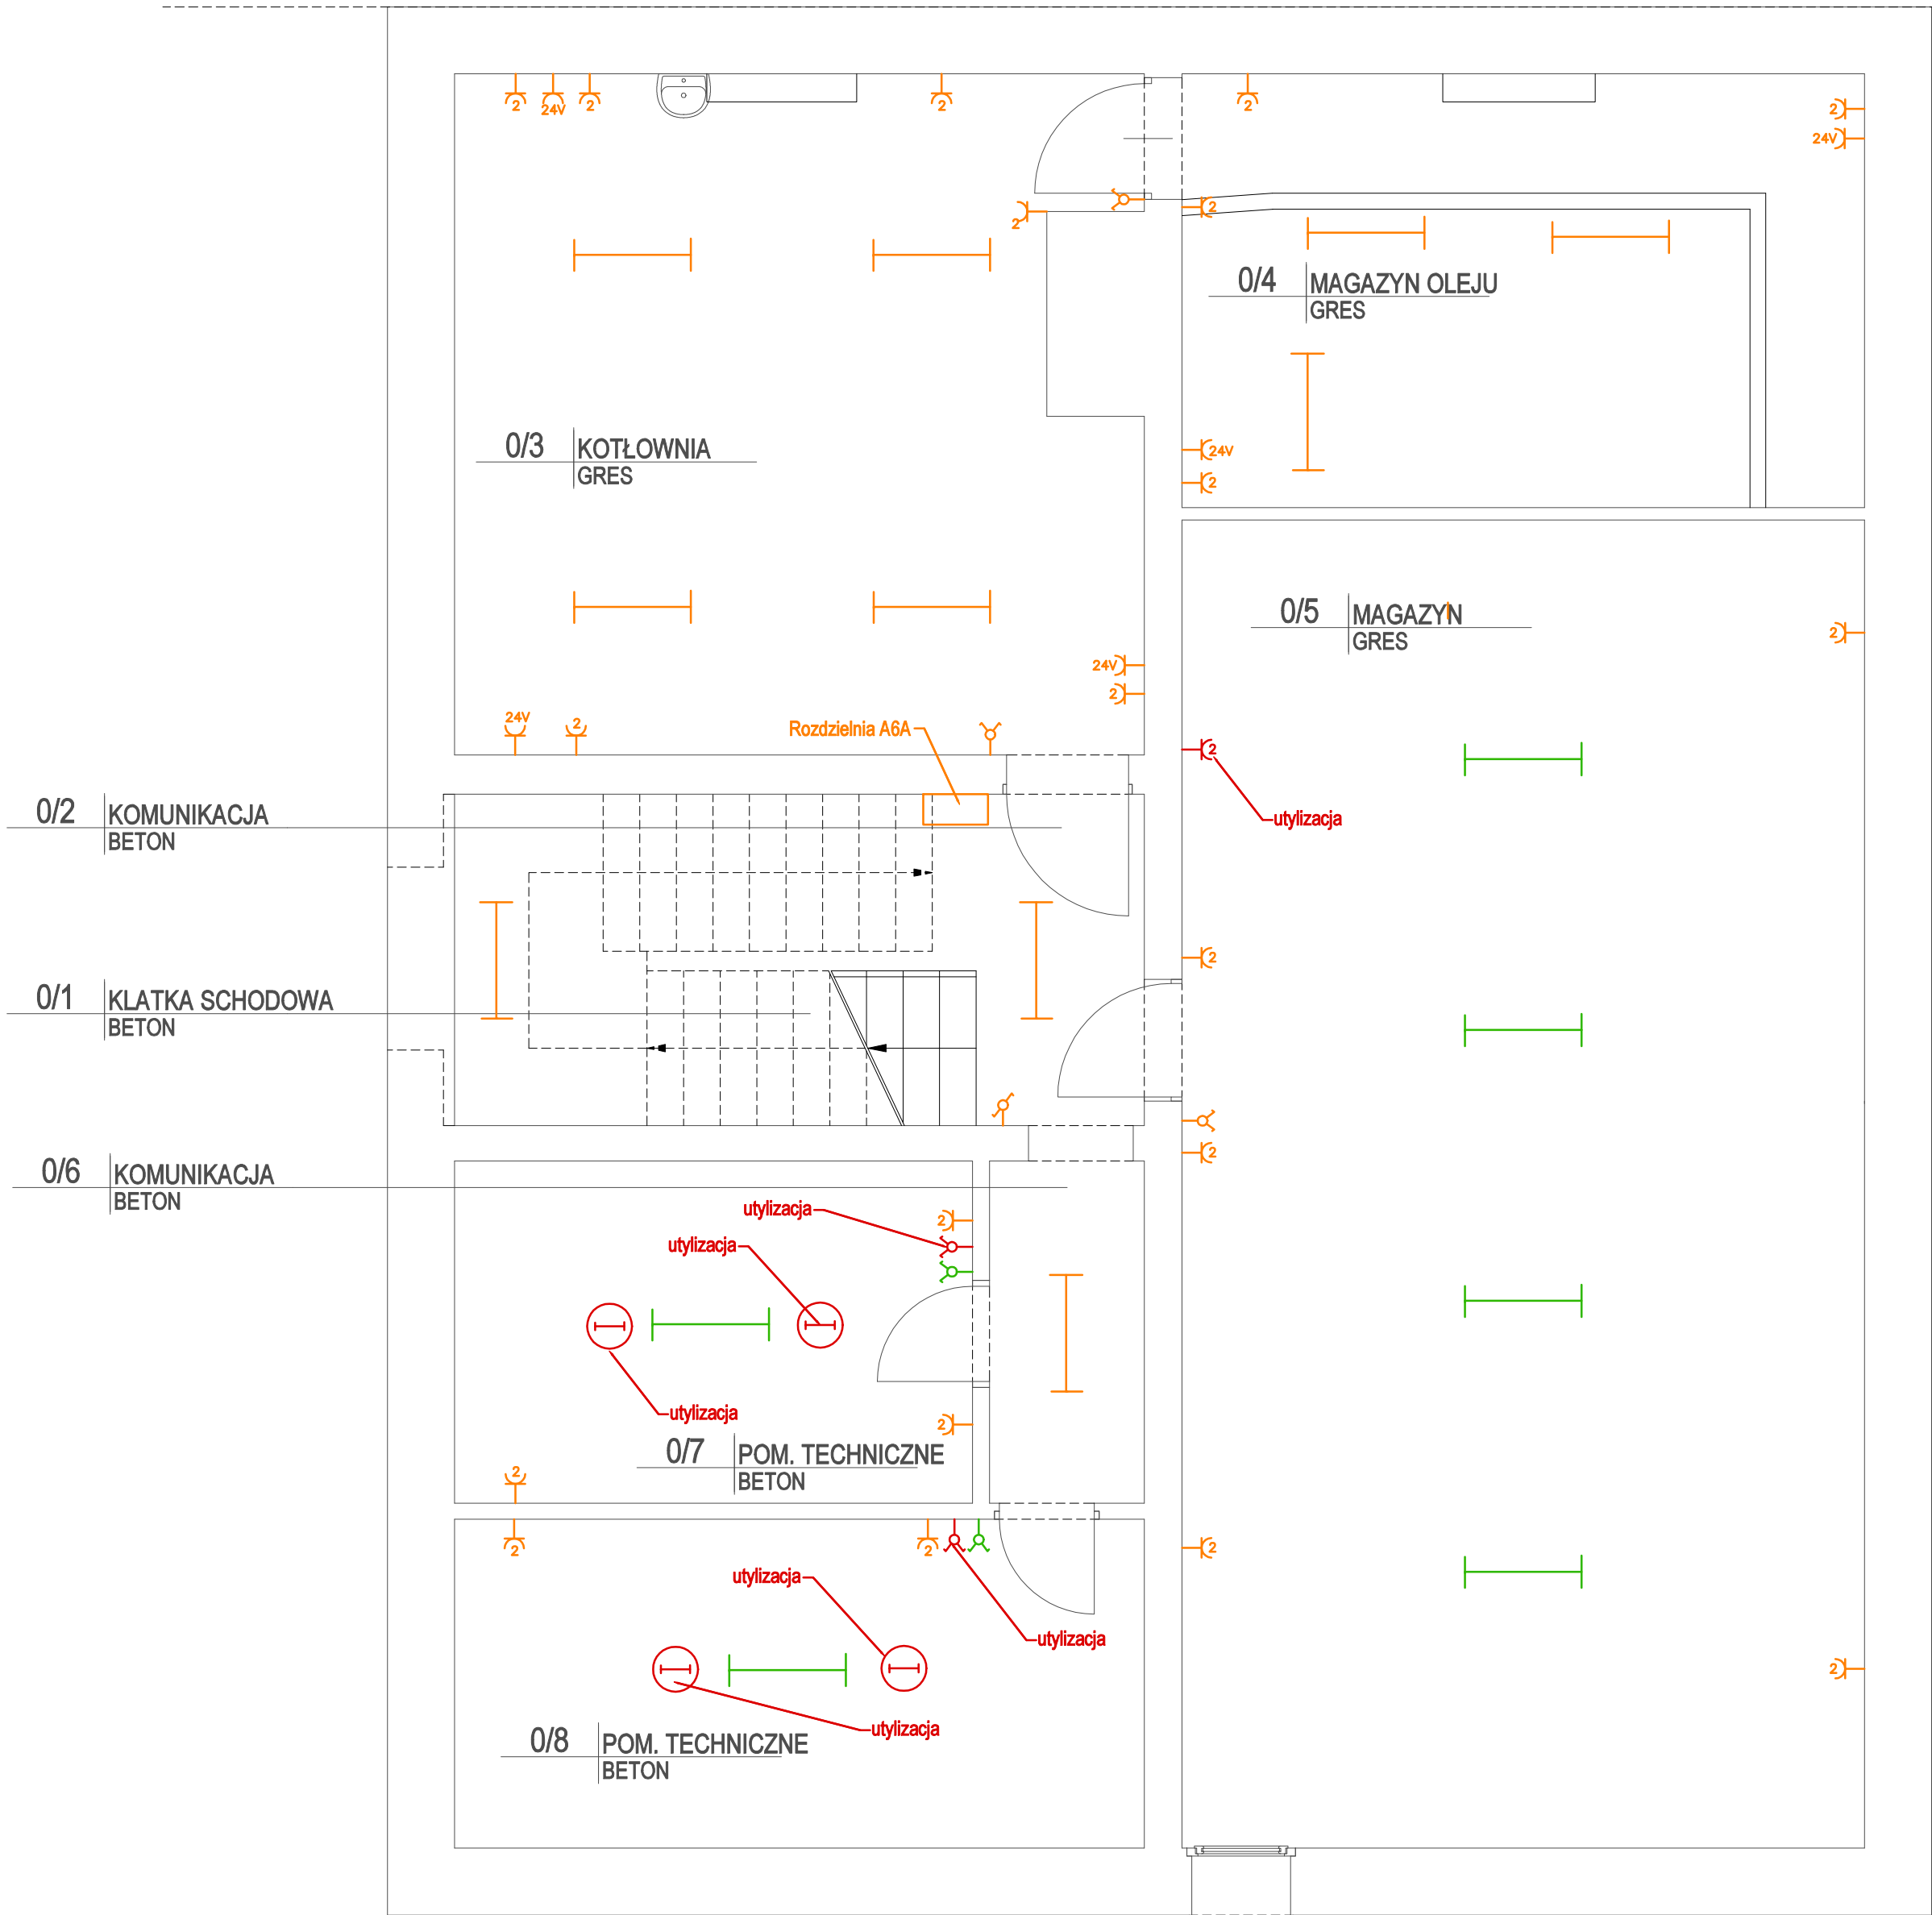 2
24V
2
2
2
2
24V
2
2
0/4
MAGAZYN OLEJU
GRES
0/3
KOTŁOWNIA
GRES
24V
2
0/5
MAGAZYN
GRES
2
24V
2
24V
2
Rozdzielnia A6A
2
utylizacja
0/2
KOMUNIKACJA
BETON
2
0/1
KLATKA SCHODOWA
BETON
2
0/6
KOMUNIKACJA
BETON
utylizacja
2
utylizacja
utylizacja
2
0/7
POM. TECHNICZNE
BETON
2
2
2
2
utylizacja
utylizacja
2
utylizacja
0/8
POM. TECHNICZNE
BETON